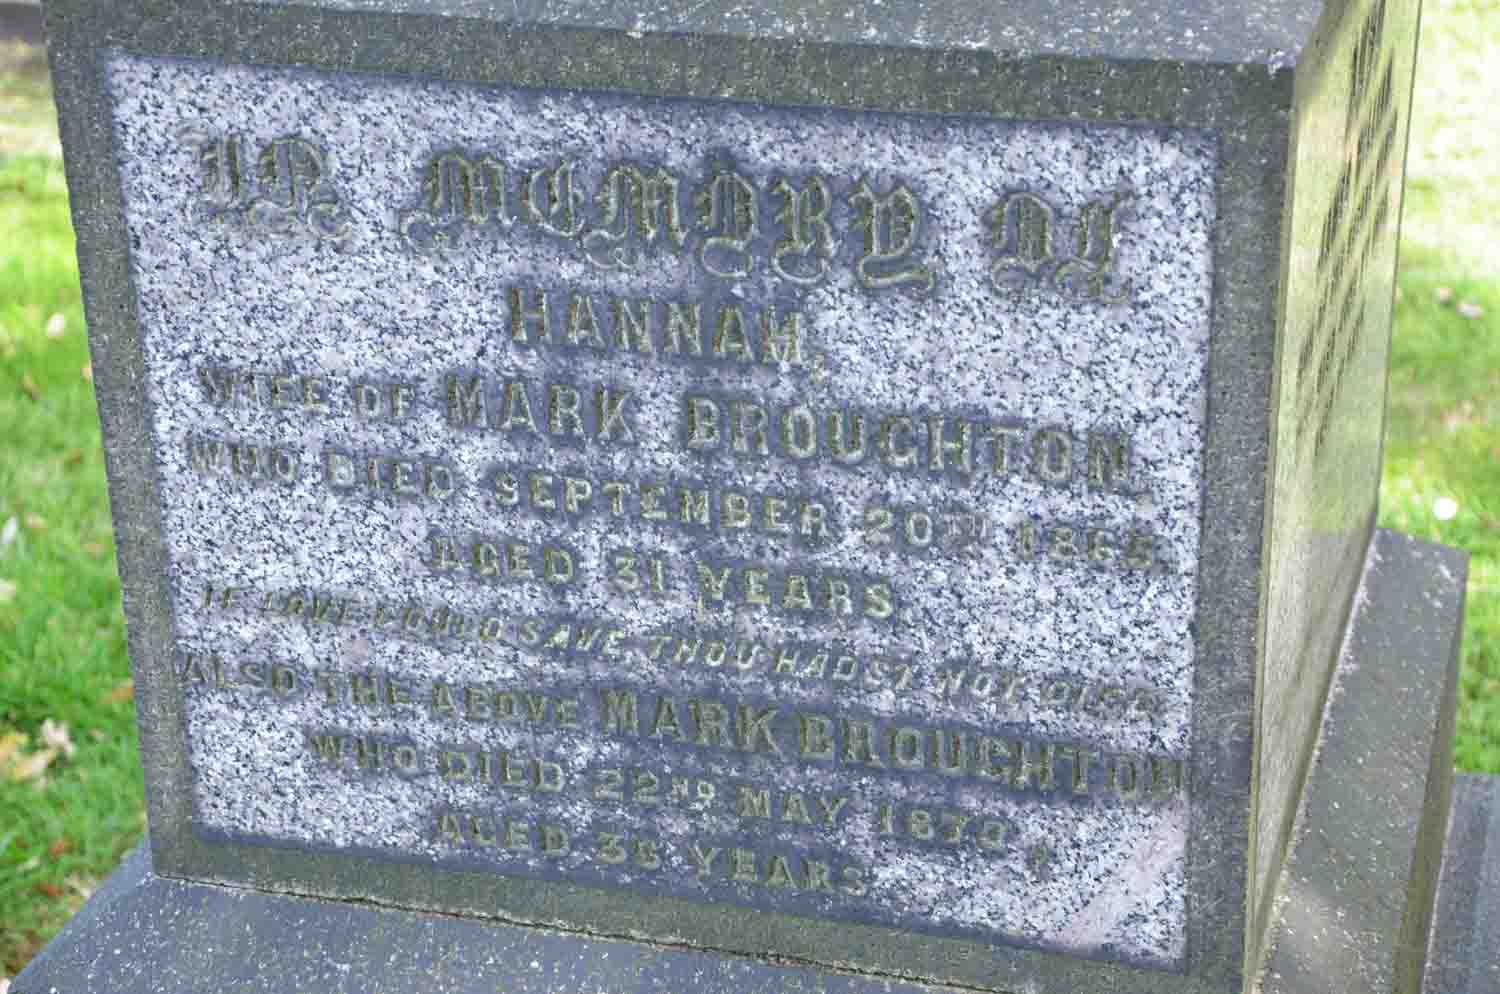 In Memory Of
HANNAH,
WIFE OF MARK BROUGHTON,
WHO DIED SEPTEMBER 20TH 1865,
AGED 31 YEARS
IF LOVE COULD SAVE, THOU HADST NOT DIED
ALSO THE ABOVE MARK BROUGHTON
WHO DIED 22ND MAY
AGED YEARS